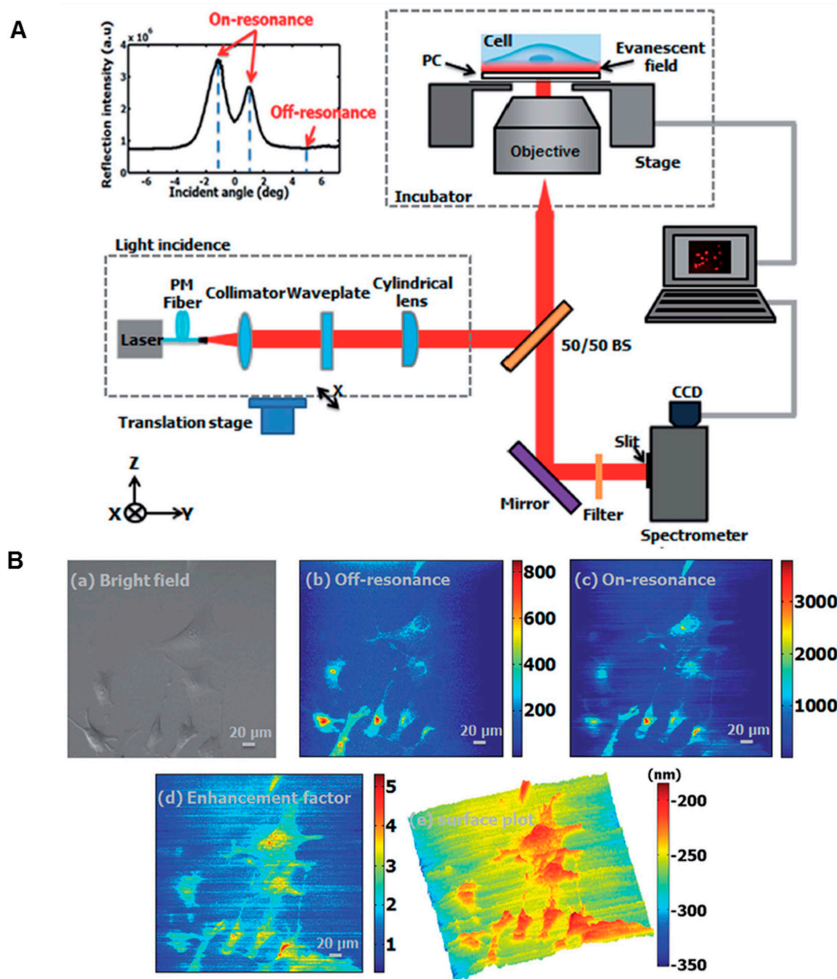 A
On-resonance
Off-resonance
Reflection intensity (a.u)
4
x 10⁶
3
2
1
0
-6 -4 -2 0 2 4 6
Incident angle (deg)
Cell
PC
Evanescent
field
Objective
Stage
Incubator
Light incidence
PM
Fiber
Collimator
Waveplate
Cylindrical
lens
Laser
50/50 BS
X
Translation stage
CCD
Slit
Mirror
Filter
Spectrometer
Z
X
Y
B
(a) Bright field
20 μm
(b) Off-resonance
20 μm
800
600
400
200
(c) On-resonance
20 μm
3000
2000
1000
(d) Enhancement factor
20 μm
5
4
3
2
1
(e) surface plot
(nm)
-200
-250
-300
-350